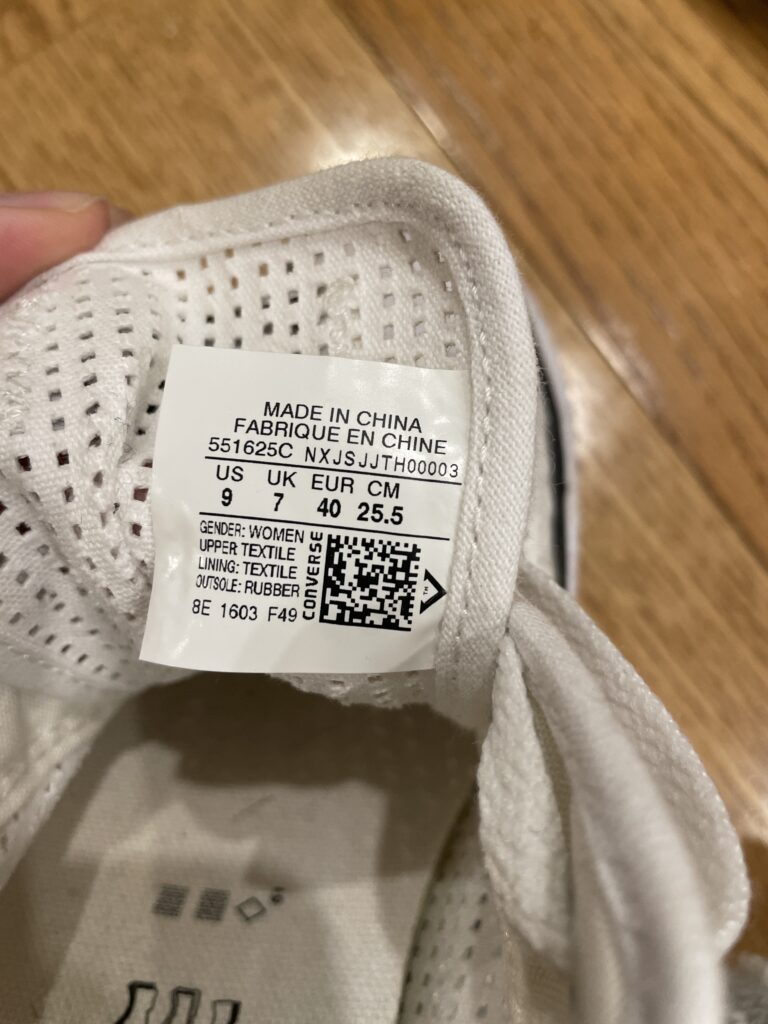 MADE IN CHINA
FABRIQUE EN CHINE
551625C NXJSJJTH00003
US UK EUR CM
9 7 40 25.5
GENDER: WOMEN
UPPER: TEXTILE
LINING: TEXTILE
OUTSOLE: RUBBER
CONVERSE
™
8E 1603 F49